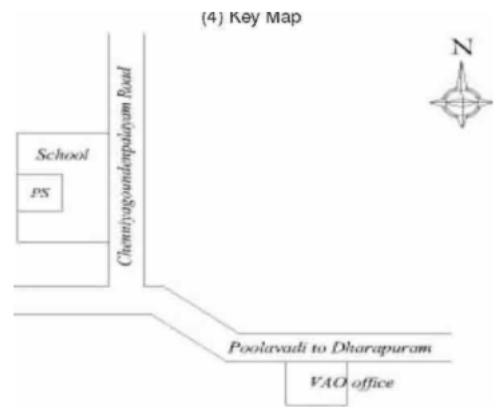 (4) Key Map
N
Chenniyagoundenpalayam Road
School
PS
Poolavadi to Dharapuram
VAO office